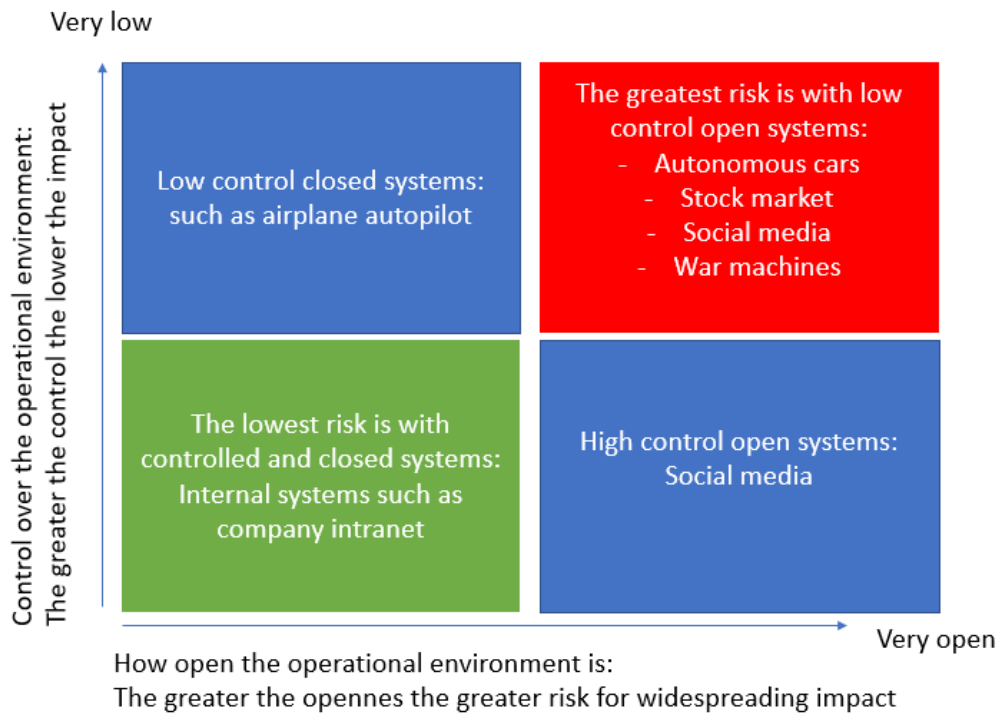 Very low
Control over the operational environment:
The greater the control the lower the impact
Low control closed systems:
such as airplane autopilot
The greatest risk is with low
control open systems:
- Autonomous cars
- Stock market
- Social media
- War machines
The lowest risk is with
controlled and closed systems:
Internal systems such as
company intranet
High control open systems:
Social media
Very open
How open the operational environment is:
The greater the opennes the greater risk for widespreading impact